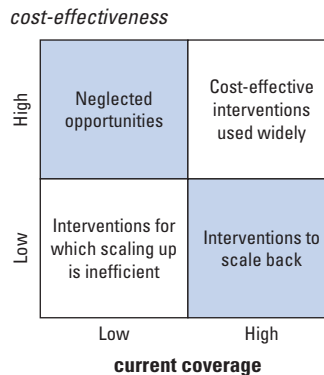 cost-effectiveness
High
Neglected
opportunities
Cost-effective
interventions
used widely
Low
Interventions for
which scaling up
is inefficient
Interventions to
scale back
Low
High
current coverage